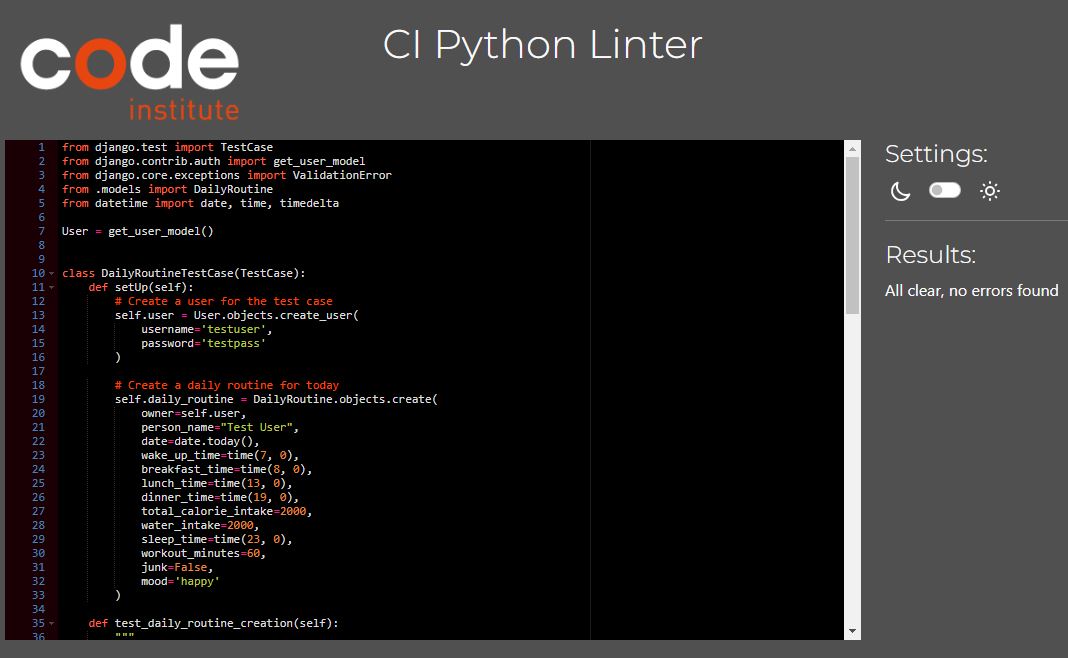 code
institute
CI Python Linter
1 from django.test import TestCase
2 from django.contrib.auth import get_user_model
3 from django.core.exceptions import ValidationError
4 from .models import DailyRoutine
5 from datetime import date, time, timedelta
6
7 User = get_user_model()
8
9
10 class DailyRoutineTestCase(TestCase):
11     def setUp(self):
12         # Create a user for the test case
13         self.user = User.objects.create_user(
14             username='testuser',
15             password='testpass'
16         )
17
18         # Create a daily routine for today
19         self.daily_routine = DailyRoutine.objects.create(
20             owner=self.user,
21             person_name="Test User",
22             date=date.today(),
23             wake_up_time=time(7, 0),
24             breakfast_time=time(8, 0),
25             lunch_time=time(13, 0),
26             dinner_time=time(19, 0),
27             total_calorie_intake=2000,
28             water_intake=2000,
29             sleep_time=time(23, 0),
30             workout_minutes=60,
31             junk=False,
32             mood='happy'
33         )
34
35     def test_daily_routine_creation(self):
36         """
Settings:
Results:
All clear, no errors found